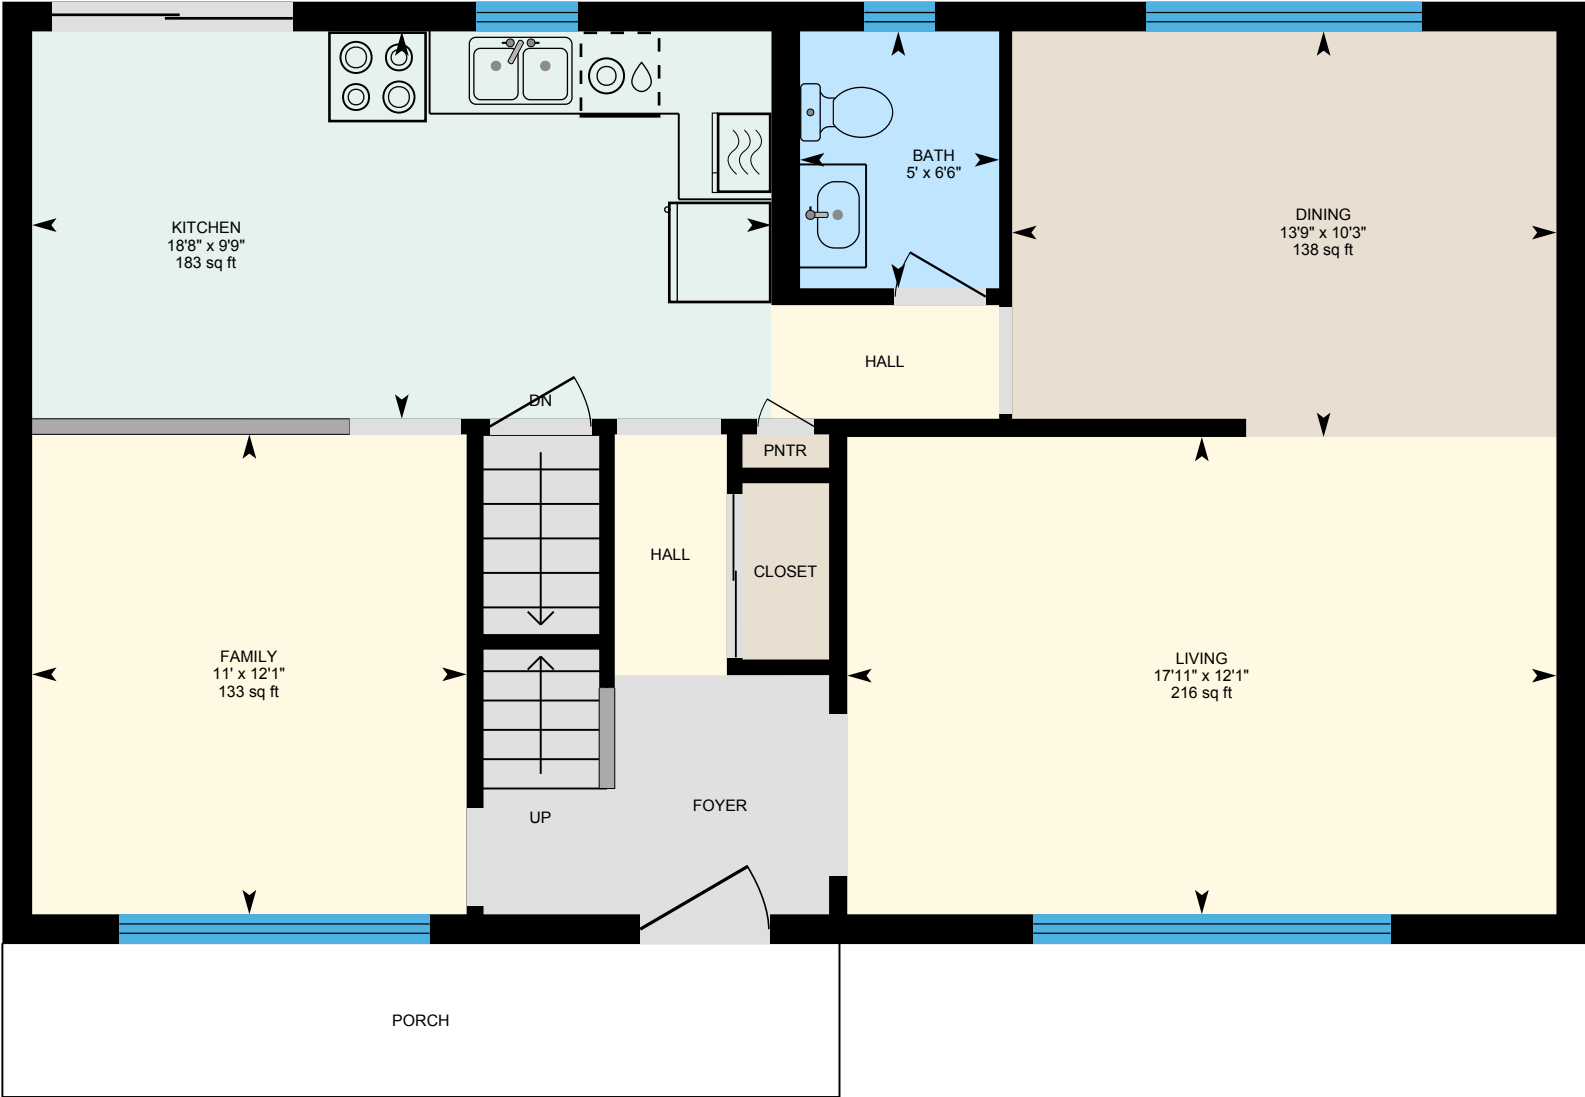 BATH
5' x 6'6"
KITCHEN
18'8" x 9'9"
183 sq ft
DINING
13'9" x 10'3"
138 sq ft
HALL
DN
PNTR
HALL
CLOSET
FAMILY
11' x 12'1"
133 sq ft
LIVING
17'11" x 12'1"
216 sq ft
UP
FOYER
PORCH